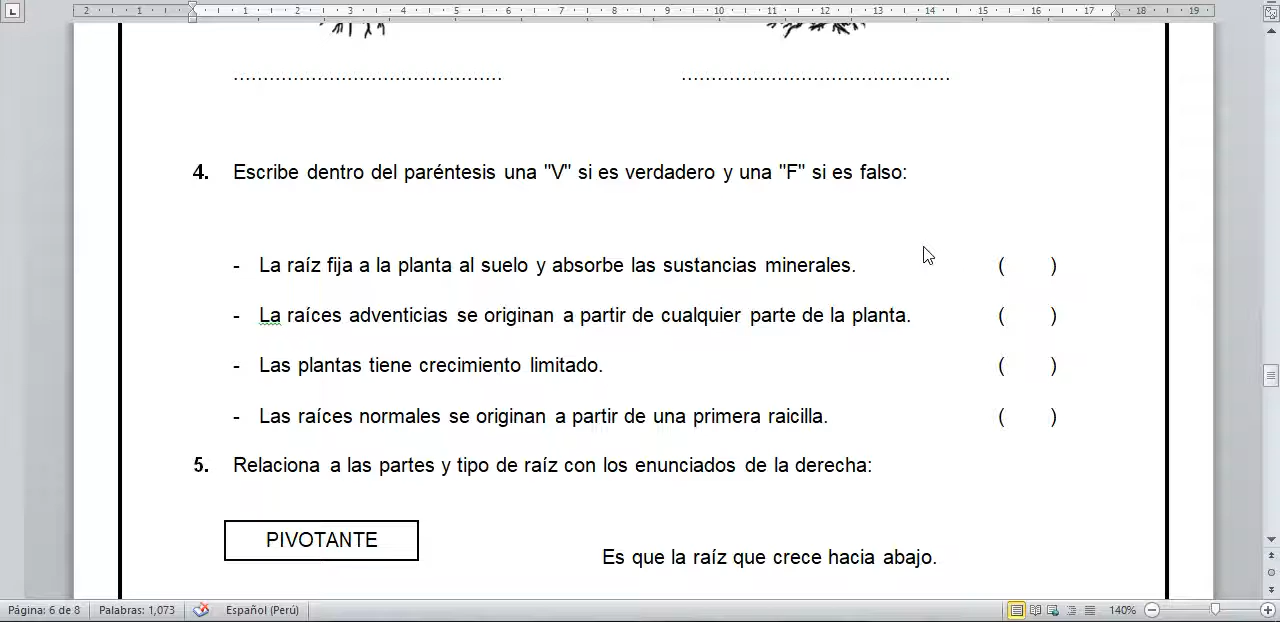 2 1 1 2 3 4 5 6 7 8 9 10 11 12 13 14 15 16 17 18 19
4. Escribe dentro del paréntesis una "V" si es verdadero y una "F" si es falso:
- La raíz fija a la planta al suelo y absorbe las sustancias minerales. ( )
- La raíces adventicias se originan a partir de cualquier parte de la planta. ( )
- Las plantas tiene crecimiento limitado. ( )
- Las raíces normales se originan a partir de una primera raicilla. ( )
5. Relaciona a las partes y tipo de raíz con los enunciados de la derecha:
PIVOTANTE
Es que la raíz que crece hacia abajo.
Página: 6 de 8 Palabras: 1,073 Español (Perú) 140%